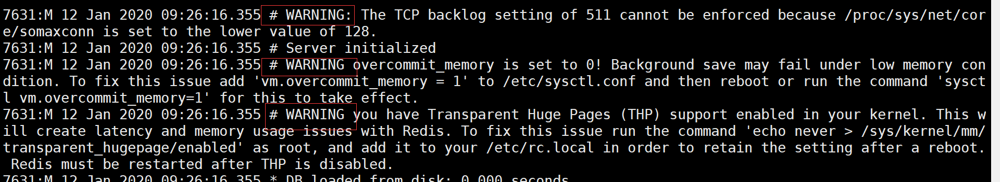 7631:M 12 Jan 2020 09:26:16.355 # WARNING: The TCP backlog setting of 511 cannot be enforced because /proc/sys/net/cor
e/somaxconn is set to the lower value of 128.
7631:M 12 Jan 2020 09:26:16.355 # Server initialized
7631:M 12 Jan 2020 09:26:16.355 # WARNING overcommit_memory is set to 0! Background save may fail under low memory con
dition. To fix this issue add 'vm.overcommit_memory = 1' to /etc/sysctl.conf and then reboot or run the command 'sysct
l vm.overcommit_memory=1' for this to take effect.
7631:M 12 Jan 2020 09:26:16.355 # WARNING you have Transparent Huge Pages (THP) support enabled in your kernel. This w
ill create latency and memory usage issues with Redis. To fix this issue run the command 'echo never > /sys/kernel/mm/
transparent_hugepage/enabled' as root, and add it to your /etc/rc.local in order to retain the setting after a reboot.
 Redis must be restarted after THP is disabled.
7631:M 12 Jan 2020 09:26:16.355 * DB loaded from disk: 0.000 seconds